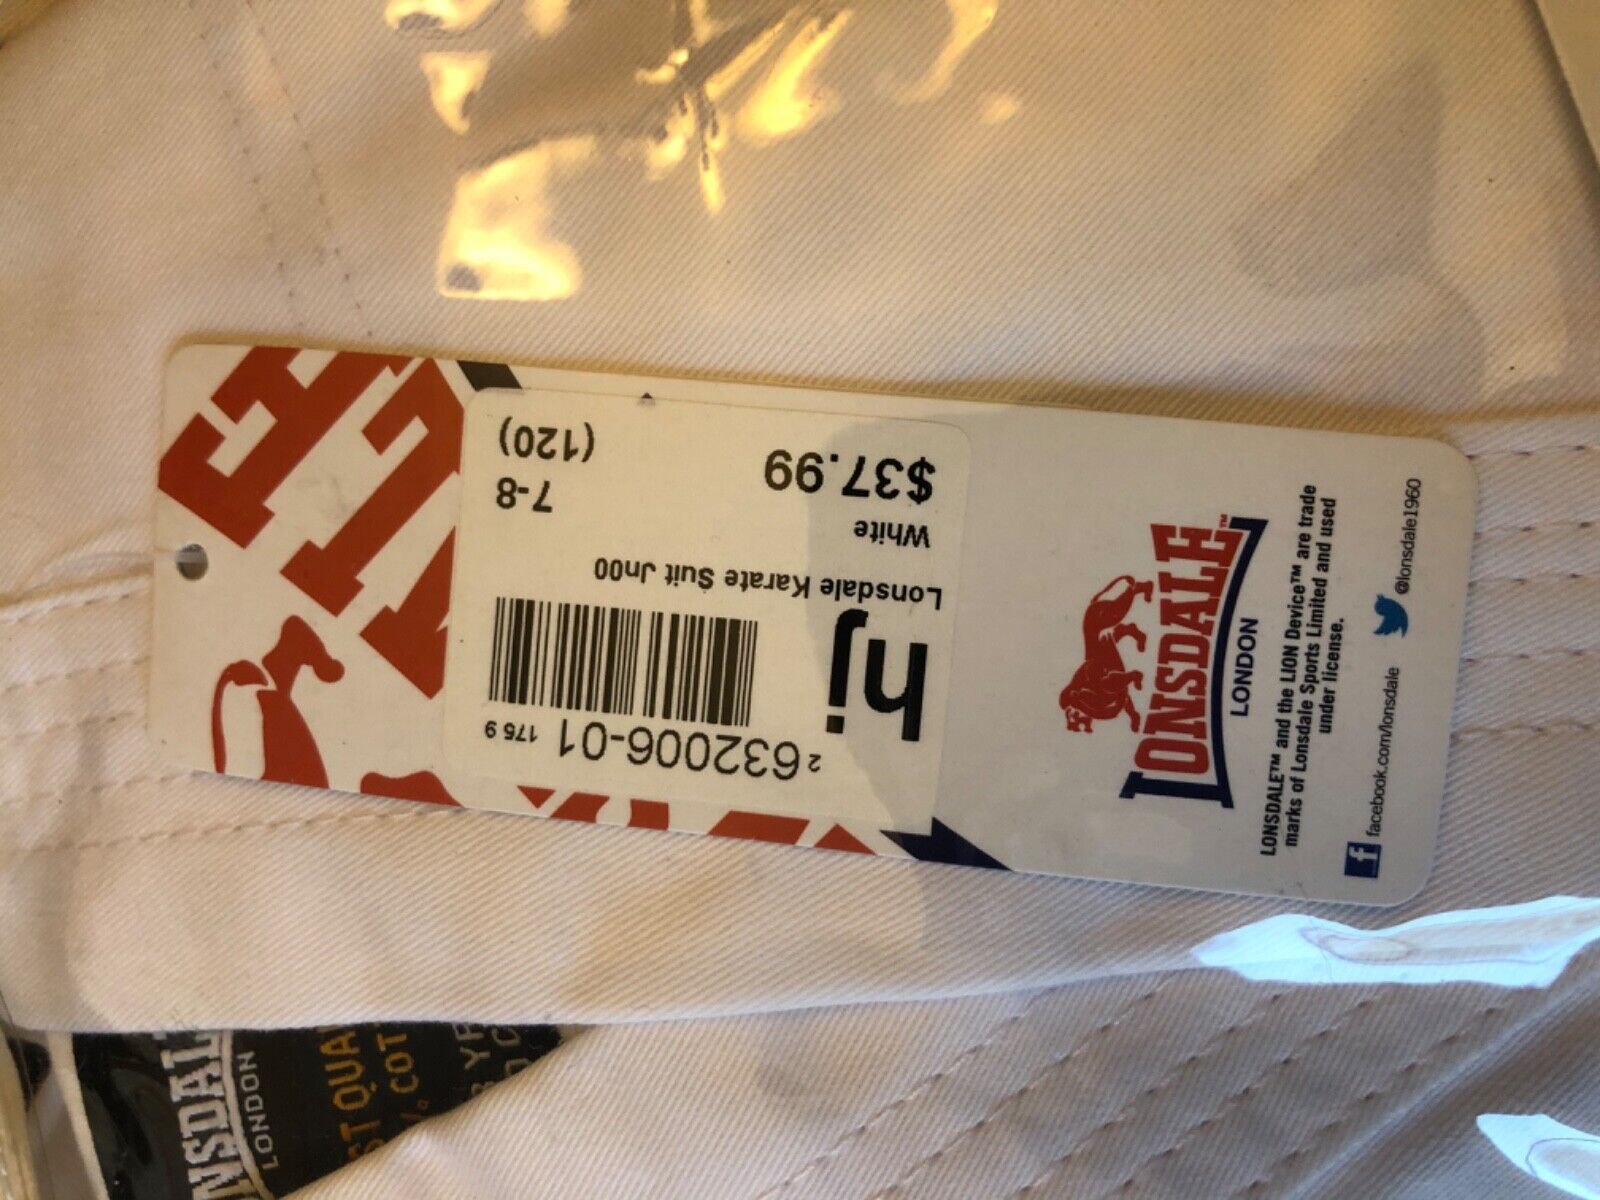 2 632006-01 175 9
hj
Lonsdale Karate Suit Jn00
White 7-8
$37.99 (120)
LONSDALE™
LONDON
LONSDALE™ and the LION Device™ are trade
marks of Lonsdale Sports Limited and used
under license.
facebook.com/lonsdale @lonsdale1960
LONDON